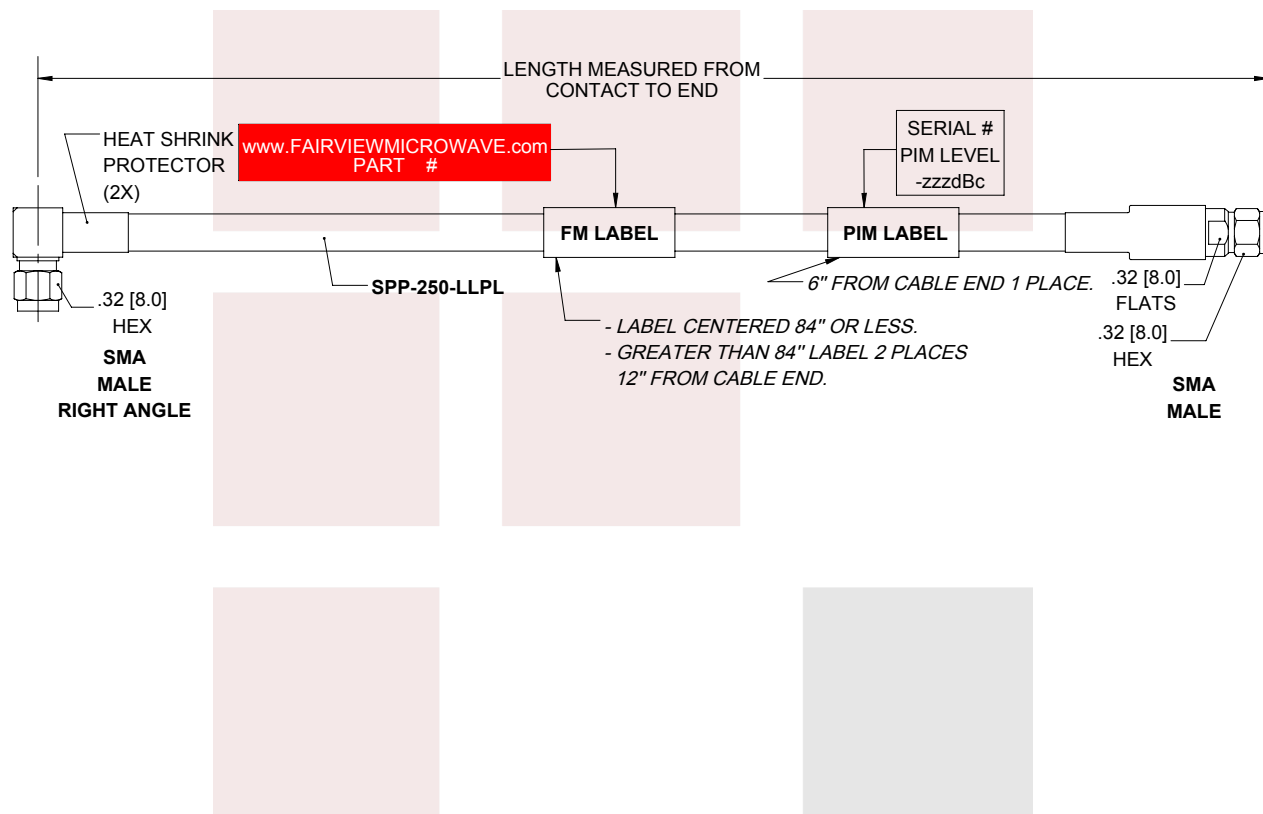 LENGTH MEASURED FROM
CONTACT TO END
HEAT SHRINK
PROTECTOR
(2X)
www.FAIRVIEWMICROWAVE.com
PART #
SERIAL #
PIM LEVEL
-zzzdBc
FM LABEL
PIM LABEL
SPP-250-LLPL
6" FROM CABLE END 1 PLACE.
- LABEL CENTERED 84" OR LESS.
- GREATER THAN 84" LABEL 2 PLACES
12" FROM CABLE END.
.32 [8.0]
HEX
SMA
MALE
RIGHT ANGLE
.32 [8.0]
FLATS
.32 [8.0]
HEX
SMA
MALE